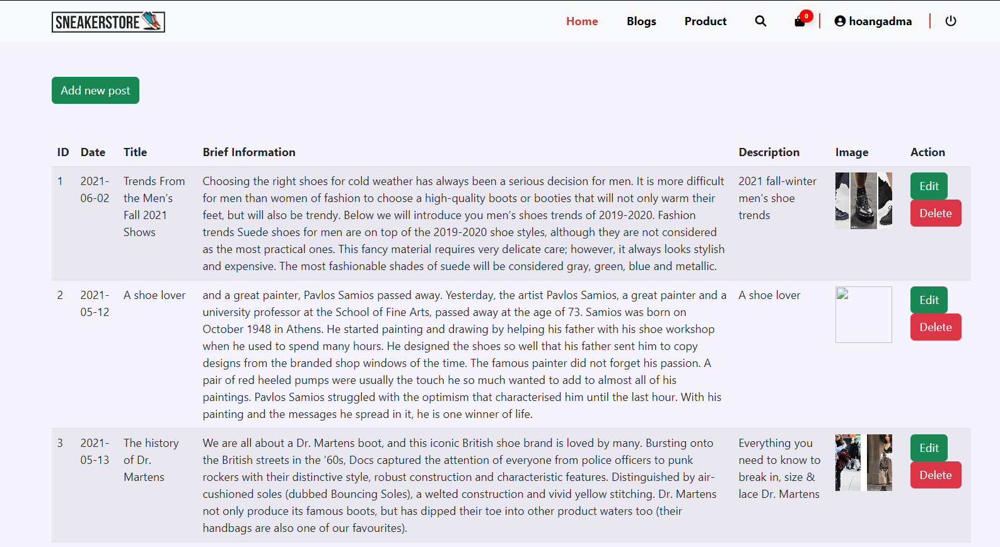 SNEAKERSTORE
Home
Blogs
Product
0
hoangadma
Add new post
ID
Date
Title
Brief Information
Description
Image
Action
1
2021-
06-02
Trends From
the Men’s
Fall 2021
Shows
Choosing the right shoes for cold weather has always been a serious decision for men. It is more difficult
for men than women of fashion to choose a high-quality boots or booties that will not only warm their
feet, but will also be trendy. Below we will introduce you men’s shoes trends of 2019-2020. Fashion
trends Suede shoes for men are on top of the 2019-2020 shoe styles, although they are not considered
as the most practical ones. This fancy material requires very delicate care; however, it always looks stylish
and expensive. The most fashionable shades of suede will be considered gray, green, blue and metallic.
2021 fall-winter
men's shoe
trends
Edit
Delete
2
2021-
05-12
A shoe lover
and a great painter, Pavlos Samios passed away. Yesterday, the artist Pavlos Samios, a great painter and a
university professor at the School of Fine Arts, passed away at the age of 73. Samios was born on
October 1948 in Athens. He started painting and drawing by helping his father with his shoe workshop
when he used to spend many hours. He designed the shoes so well that his father sent him to copy
designs from the branded shop windows of the time. The famous painter did not forget his passion. A
pair of red heeled pumps were usually the touch he so much wanted to add to almost all of his
paintings. Pavlos Samios struggled with the optimism that characterised him until the last hour. With his
painting and the messages he spread in it, he is one winner of life.
A shoe lover
Edit
Delete
3
2021-
05-13
The history
of Dr.
Martens
We are all about a Dr. Martens boot, and this iconic British shoe brand is loved by many. Bursting onto
the British streets in the ‘60s, Docs captured the attention of everyone from police officers to punk
rockers with their distinctive style, robust construction and characteristic features. Distinguished by air-
cushioned soles (dubbed Bouncing Soles), a welted construction and vivid yellow stitching. Dr. Martens
not only produce its famous boots, but has dipped their toe into other product waters too (their
handbags are also one of our favourites).
Everything you
need to know to
break in, size &
lace Dr. Martens
Edit
Delete